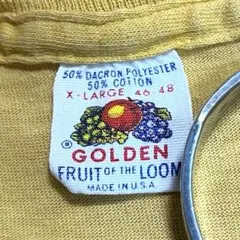 50% DACRON POLYESTER
50% COTTON
X-LARGE 46-48
® GOLDEN
FRUIT OF THE LOOM
MADE IN U.S.A.